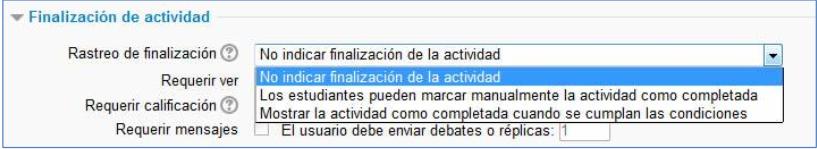 Finalización de actividad
Rastreo de finalización ? No indicar finalización de la actividad
Requerir ver No indicar finalización de la actividad
Los estudiantes pueden marcar manualmente la actividad como completada
Requerir calificación ? Mostrar la actividad como completada cuando se cumplan las condiciones
Requerir mensajes El usuario debe enviar debates o réplicas: 1